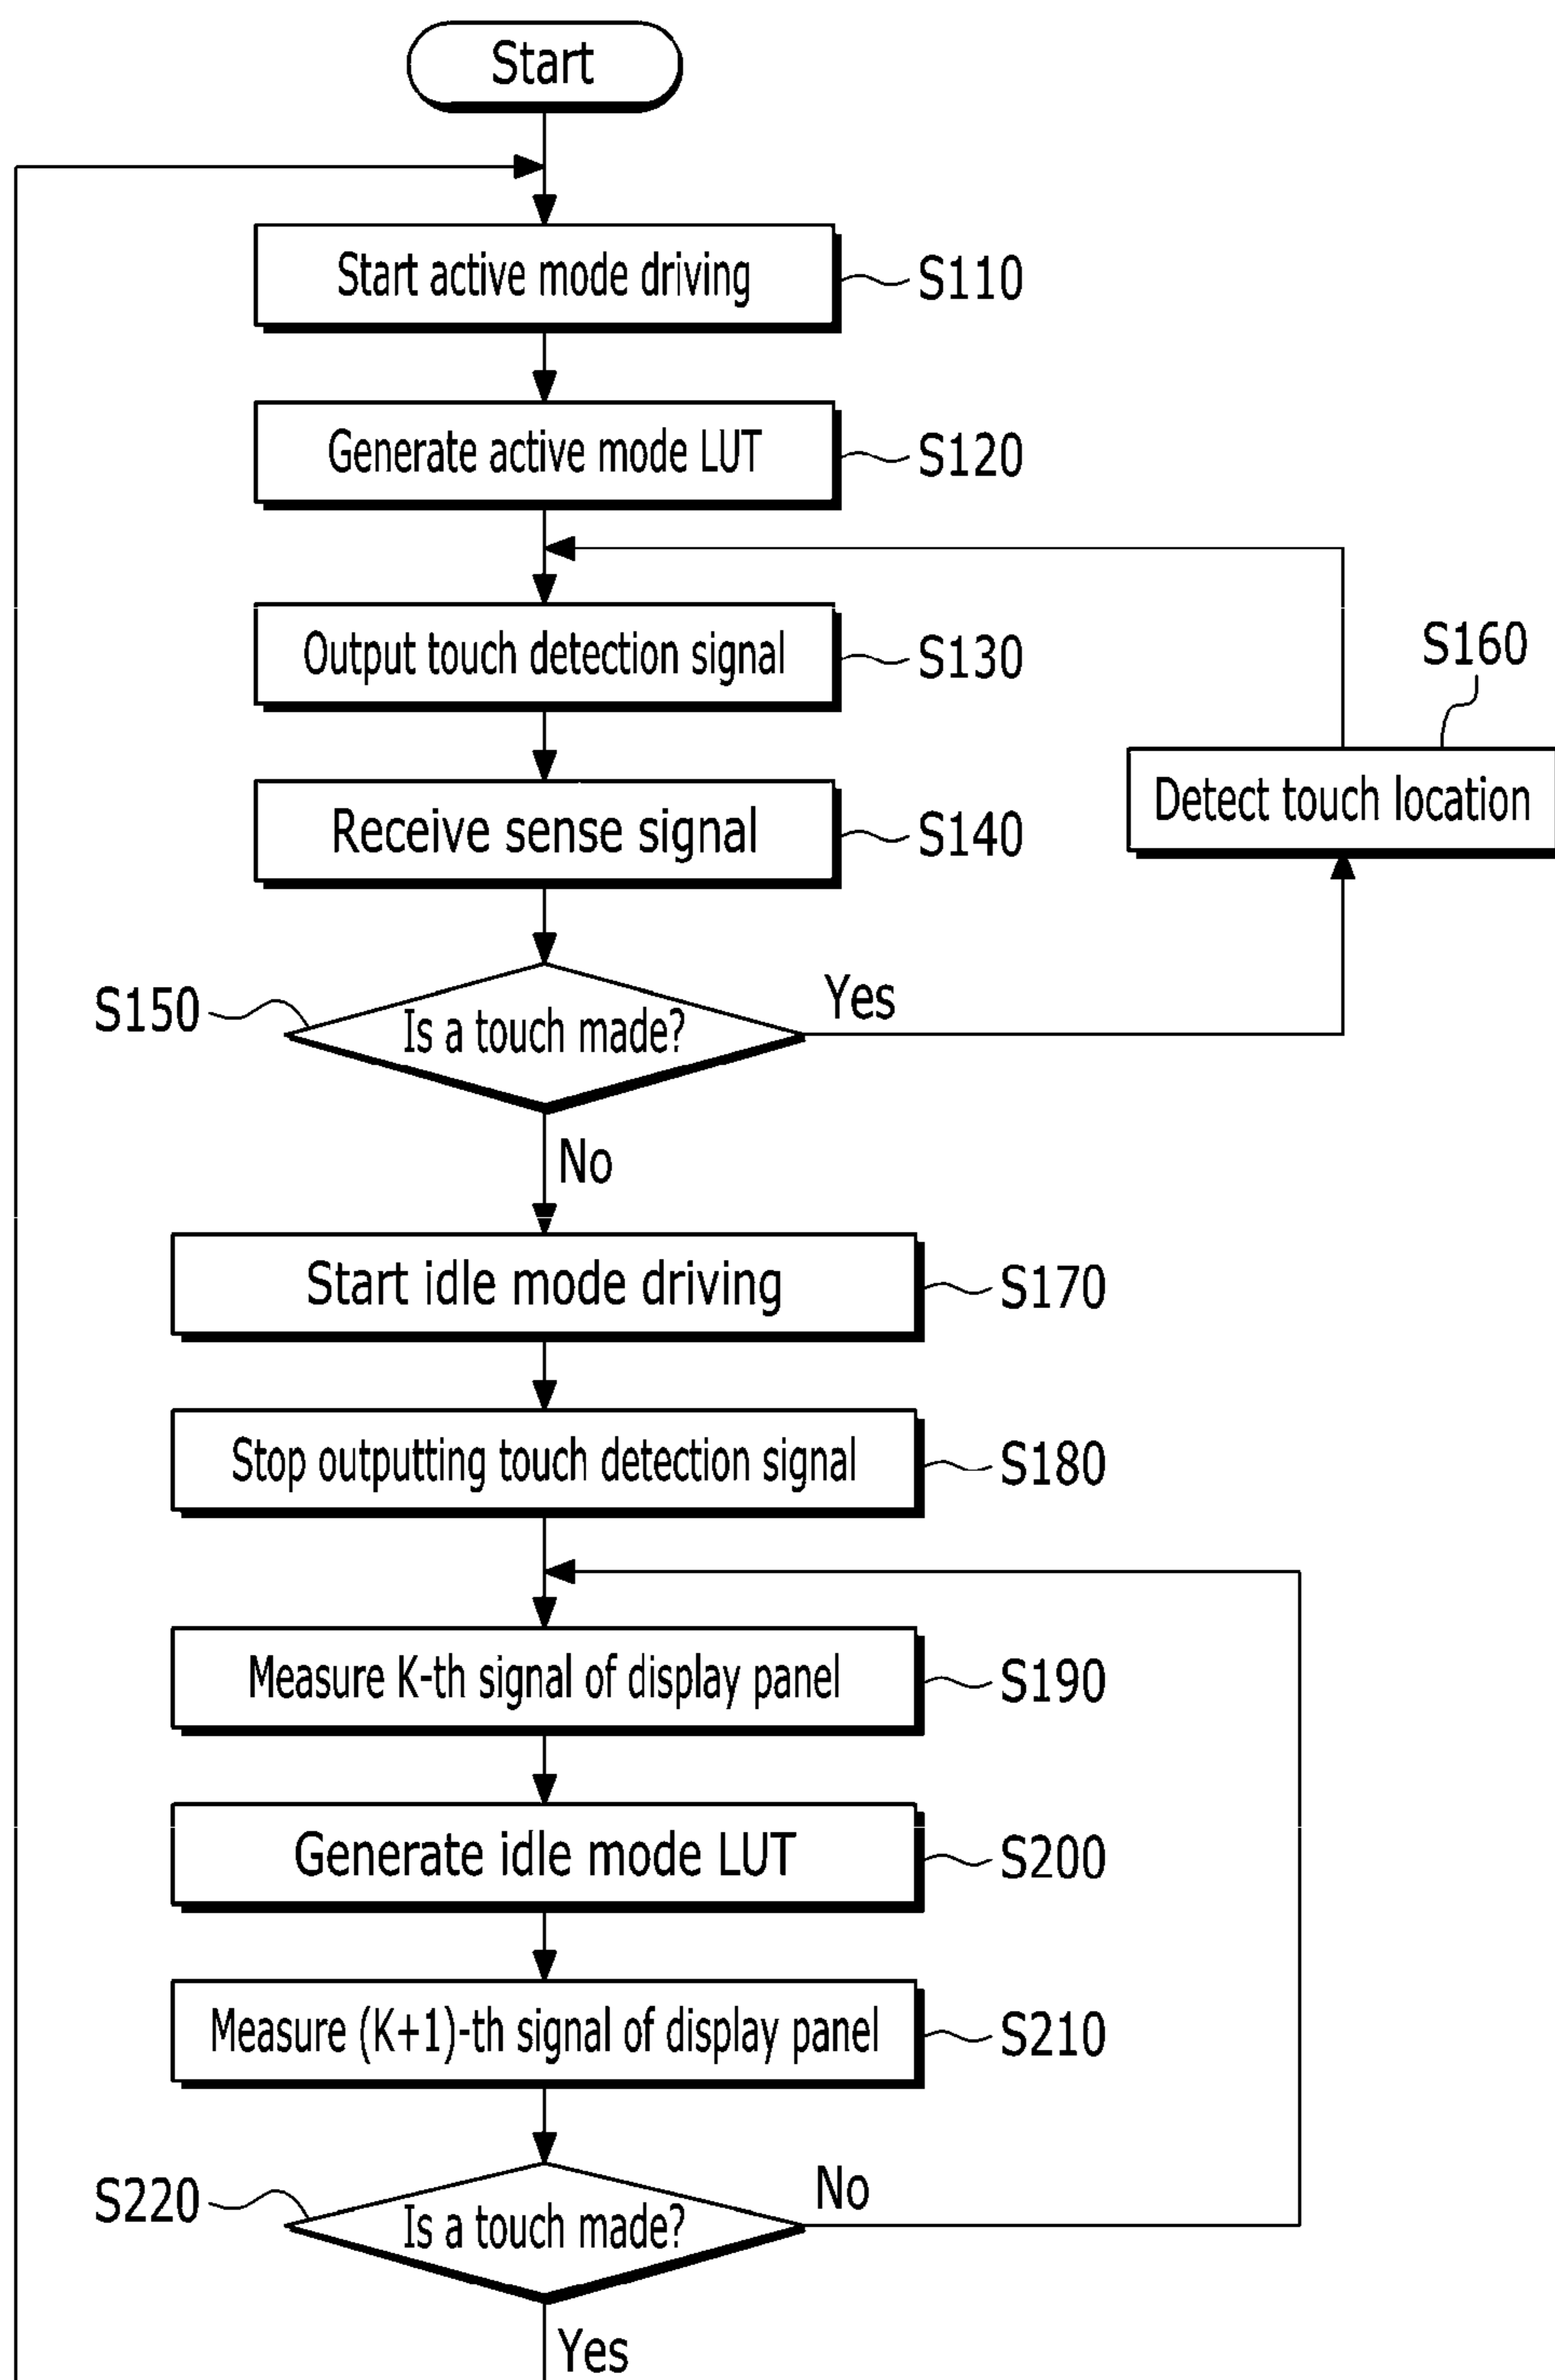 Start
Start active mode driving
S110
Generate active mode LUT
S120
Output touch detection signal
S130
S160
Detect touch location
Receive sense signal
S140
S150
Is a touch made?
Yes
No
Start idle mode driving
S170
Stop outputting touch detection signal
S180
Measure K-th signal of display panel
S190
Generate idle mode LUT
S200
Measure (K+1)-th signal of display panel
S210
S220
Is a touch made?
No
Yes